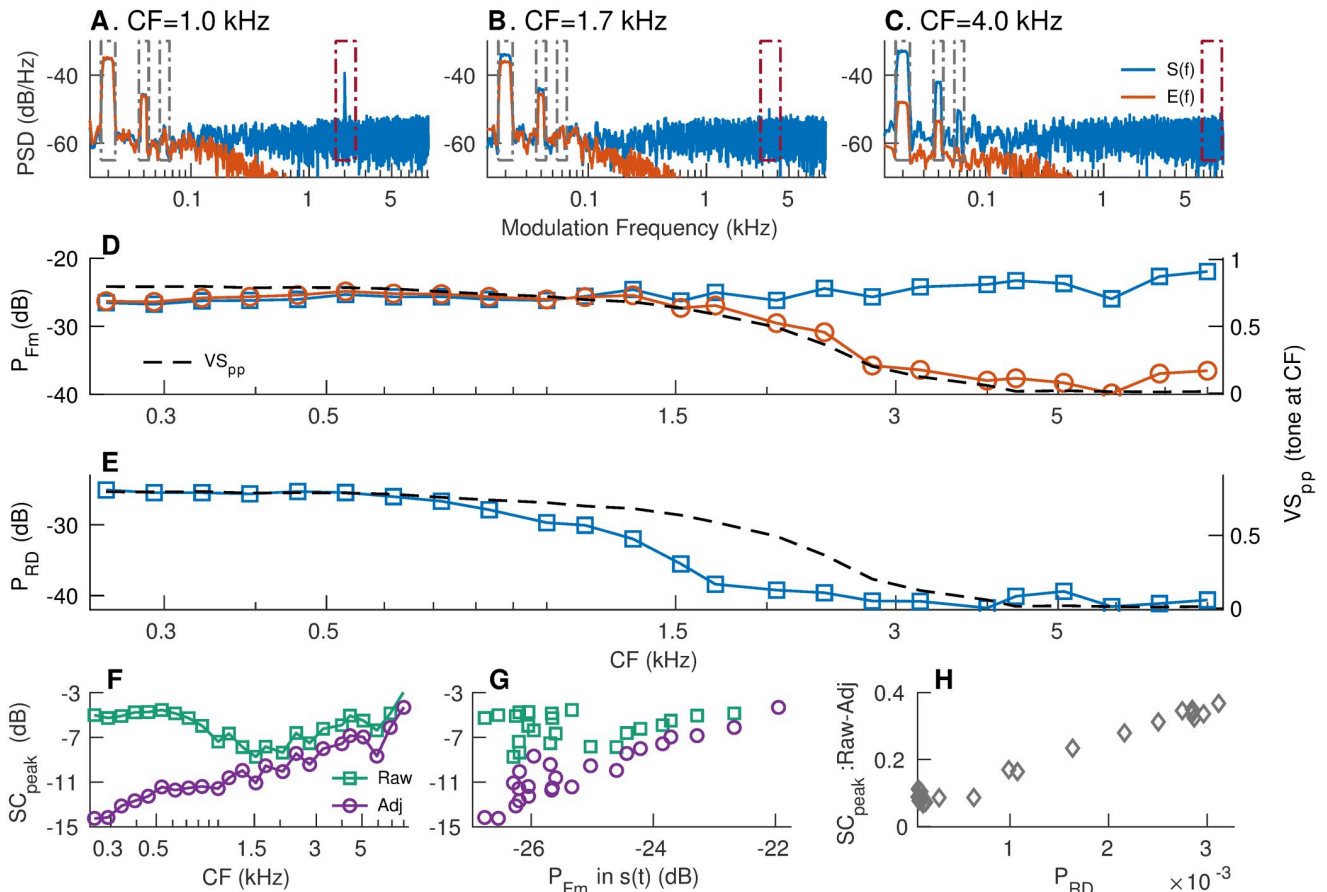 A. CF=1.0 kHz
B. CF=1.7 kHz
C. CF=4.0 kHz
PSD (dB/Hz)
-40
-60
0.1 1 5
-40
-60
0.1 1 5
-40
-60
0.1 1 5
S(f)
E(f)
Modulation Frequency (kHz)
D
P_Fm (dB)
-20
-30
-40
VS_pp
0.3 0.5 1.5 3 5
1
0.5
0
E
P_RD (dB)
-30
-40
0.3 0.5 1.5 3 5
CF (kHz)
0.5
0
VS_pp (tone at CF)
F
SC_peak (dB)
-3
-7
-11
-15
Raw
Adj
0.3 0.5 1.5 3 5
CF (kHz)
G
-3
-7
-11
-15
-26 -24 -22
P_Fm in s(t) (dB)
H
SC_peak :Raw-Adj
0.4
0.2
0
1 2 3
×10⁻³
P_RD